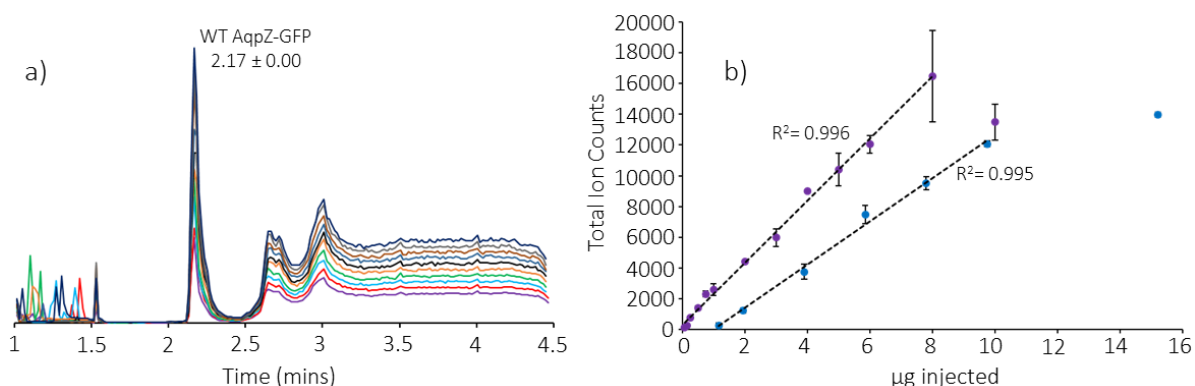 a)
WT AqpZ-GFP
2.17 ± 0.00
1 1.5 2 2.5 3 3.5 4 4.5
Time (mins)
b)
Total Ion Counts
20000
18000
16000
14000
12000
10000
8000
6000
4000
2000
0
R²= 0.996
R²= 0.995
0 2 4 6 8 10 12 14 16
µg injected